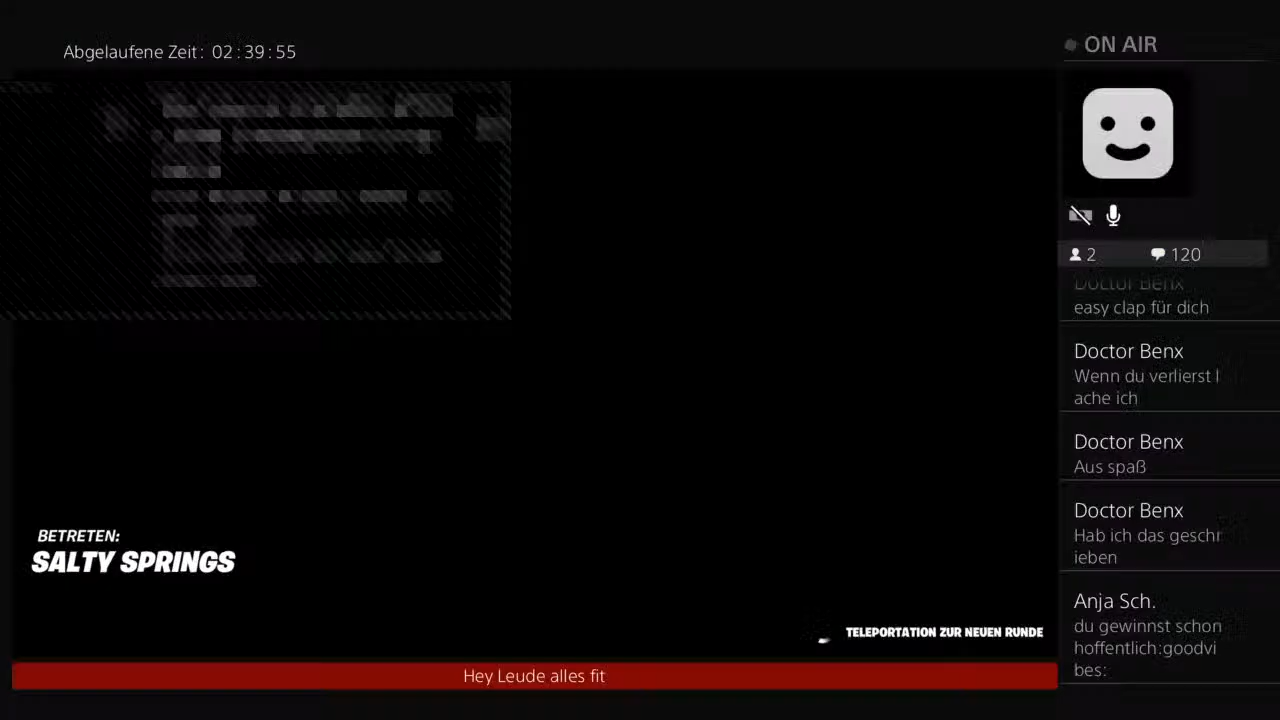 Abgelaufene Zeit: 02:39:55
ON AIR
2 120
Doctor Benx
easy clap für dich
Doctor Benx
Wenn du verlierst l
ache ich
Doctor Benx
Aus spaß
Doctor Benx
Hab ich das geschr
ieben
Anja Sch.
du gewinnst schon
hoffentlich:goodvi
bes:
BETRETEN:
SALTY SPRINGS
TELEPORTATION ZUR NEUEN RUNDE
Hey Leude alles fit